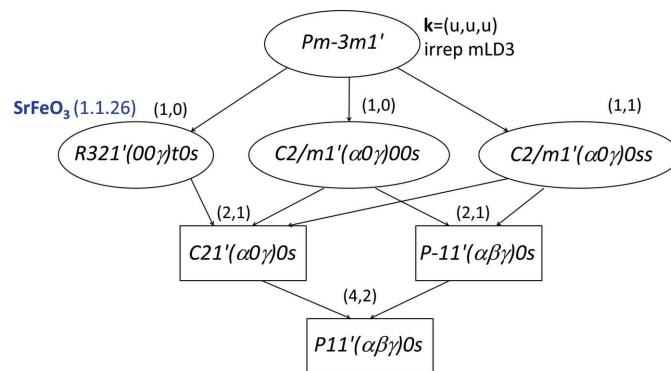 Pm-3m1'
k=(u,u,u)
irrep mLD3
SrFeO3 (1.1.26)
(1,0)
(1,0)
(1,1)
R321'(00γ)t0s
C2/m1'(α0γ)00s
C2/m1'(α0γ)0ss
(2,1)
(2,1)
C21'(α0γ)0s
P-11'(αβγ)0s
(4,2)
P11'(αβγ)0s